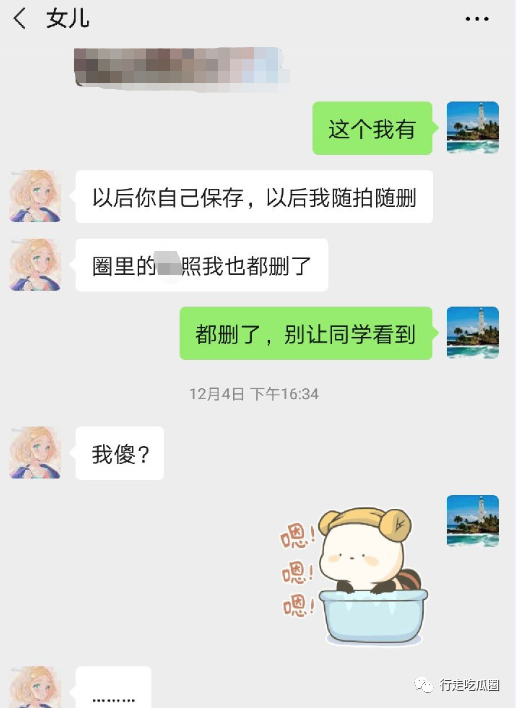 女儿
这个我有
以后你自己保存，以后我随拍随删
圈里的照我也都删了
都删了，别让同学看到
12月4日 下午16:34
我傻？
嗯！
嗯！
嗯！
………
行走吃瓜圈